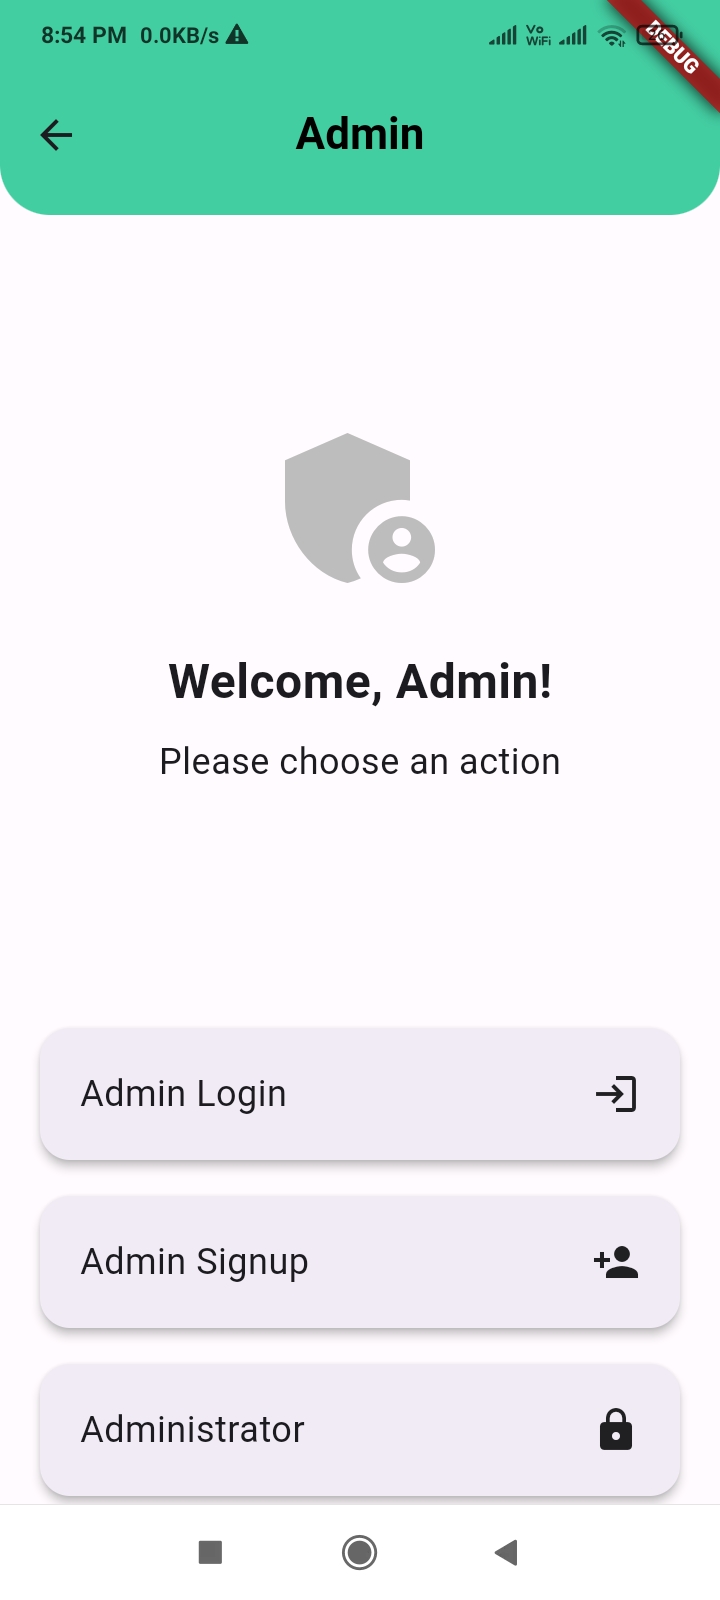 8:54 PM 0.0KB/s Vo WiFi
DEBUG
Admin
Welcome, Admin!
Please choose an action
Admin Login
Admin Signup
Administrator